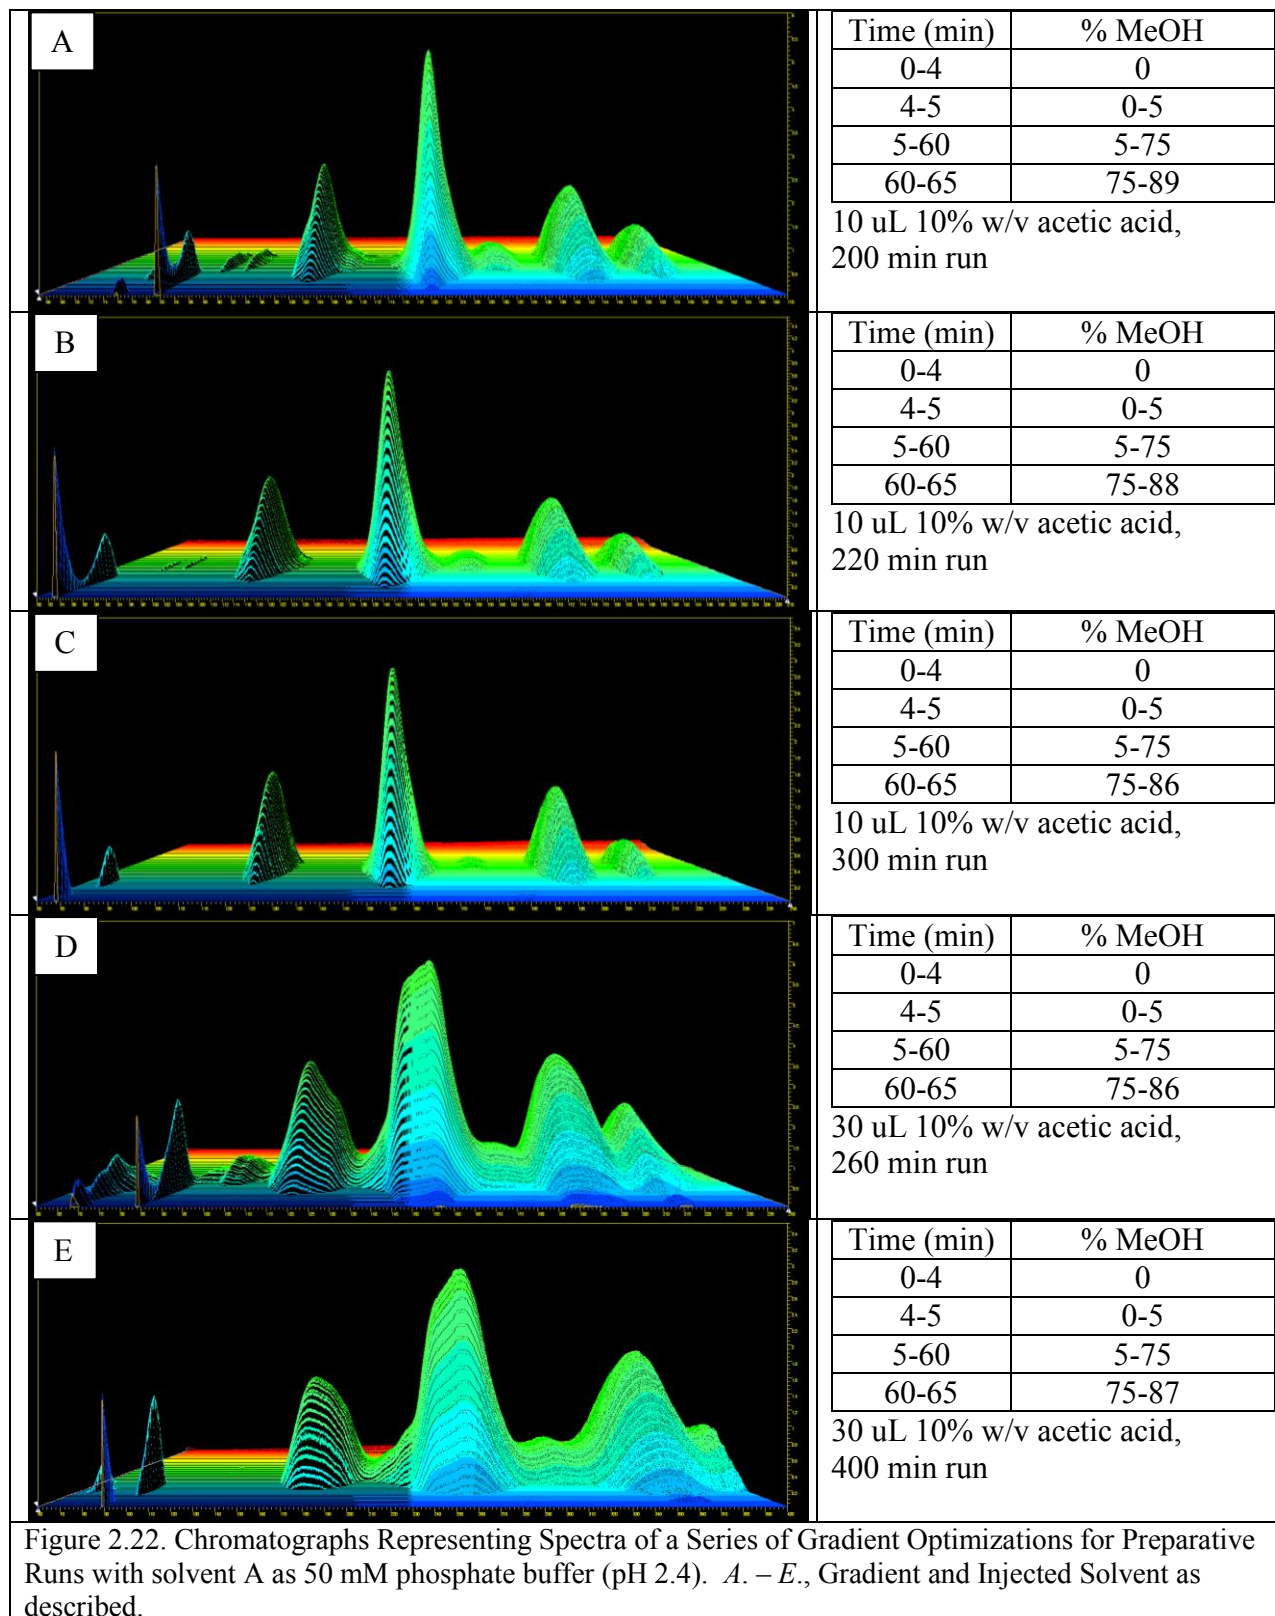 A
Time (min) % MeOH
0-4 0
4-5 0-5
5-60 5-75
60-65 75-89
10 uL 10% w/v acetic acid,
200 min run
B
Time (min) % MeOH
0-4 0
4-5 0-5
5-60 5-75
60-65 75-88
10 uL 10% w/v acetic acid,
220 min run
C
Time (min) % MeOH
0-4 0
4-5 0-5
5-60 5-75
60-65 75-86
10 uL 10% w/v acetic acid,
300 min run
D
Time (min) % MeOH
0-4 0
4-5 0-5
5-60 5-75
60-65 75-86
30 uL 10% w/v acetic acid,
260 min run
E
Time (min) % MeOH
0-4 0
4-5 0-5
5-60 5-75
60-65 75-87
30 uL 10% w/v acetic acid,
400 min run
Figure 2.22. Chromatographs Representing Spectra of a Series of Gradient Optimizations for Preparative
Runs with solvent A as 50 mM phosphate buffer (pH 2.4). A. – E., Gradient and Injected Solvent as
described.